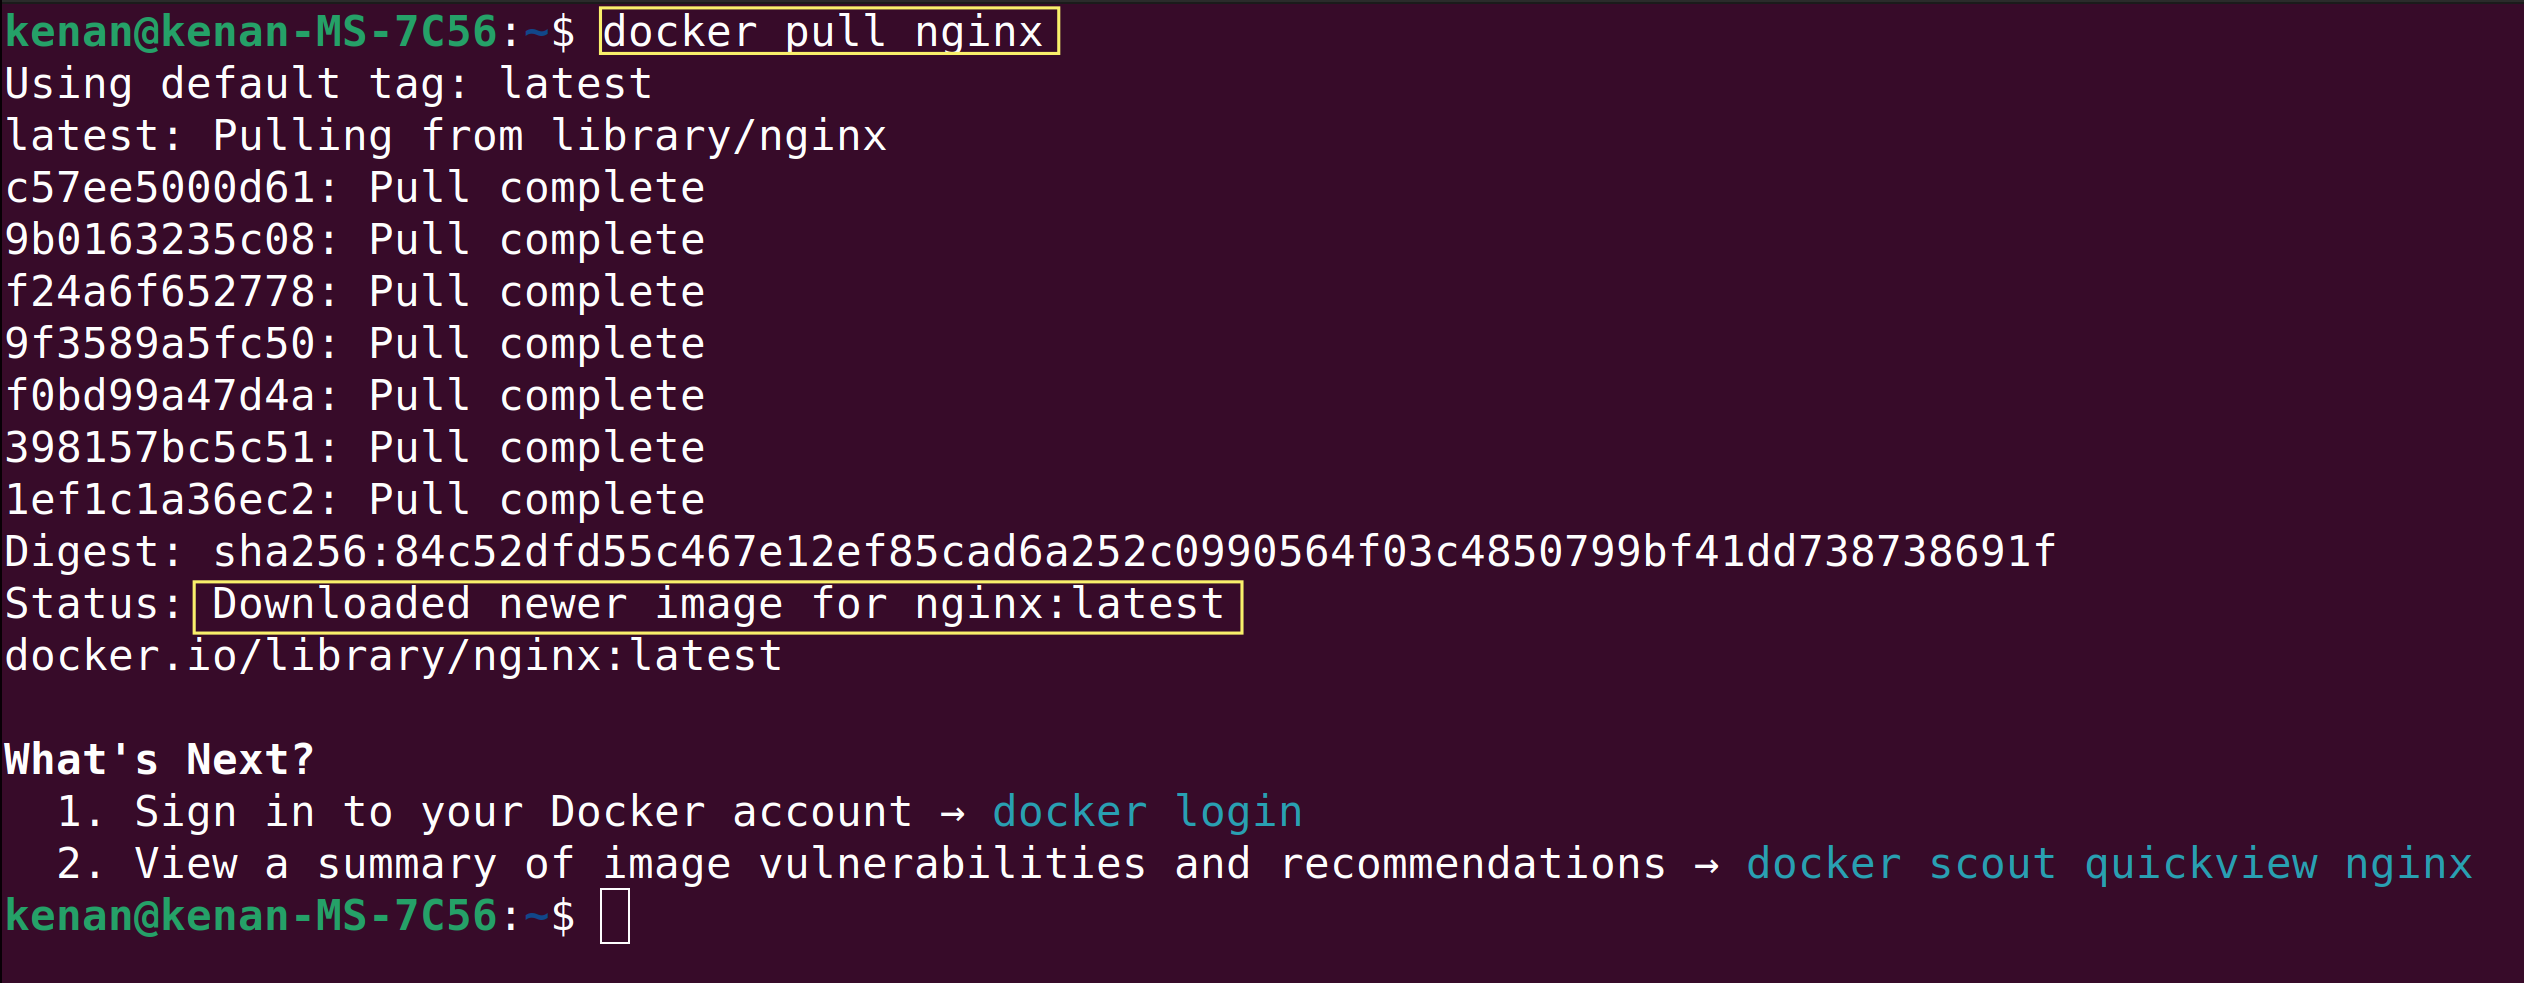 kenan@kenan-MS-7C56:~$ docker pull nginx
Using default tag: latest
latest: Pulling from library/nginx
c57ee5000d61: Pull complete
9b0163235c08: Pull complete
f24a6f652778: Pull complete
9f3589a5fc50: Pull complete
f0bd99a47d4a: Pull complete
398157bc5c51: Pull complete
1ef1c1a36ec2: Pull complete
Digest: sha256:84c52dfd55c467e12ef85cad6a252c0990564f03c4850799bf41dd738738691f
Status: Downloaded newer image for nginx:latest
docker.io/library/nginx:latest
What's Next?
  1. Sign in to your Docker account → docker login
  2. View a summary of image vulnerabilities and recommendations → docker scout quickview nginx
kenan@kenan-MS-7C56:~$